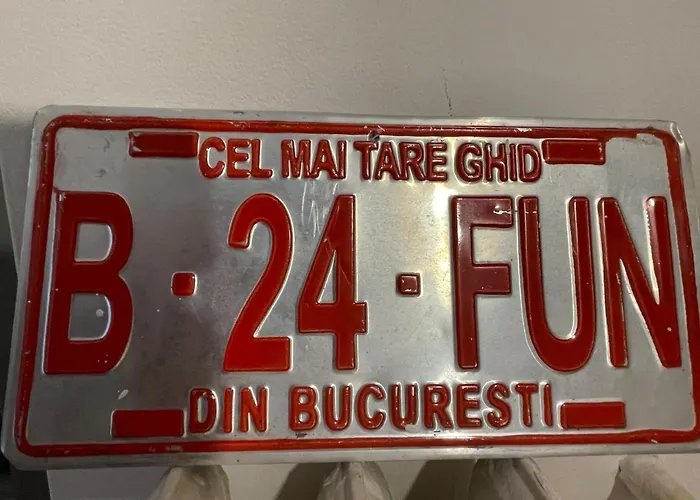 CEL MAI TARE GHID
B·24·FUN
DIN BUCURESTI